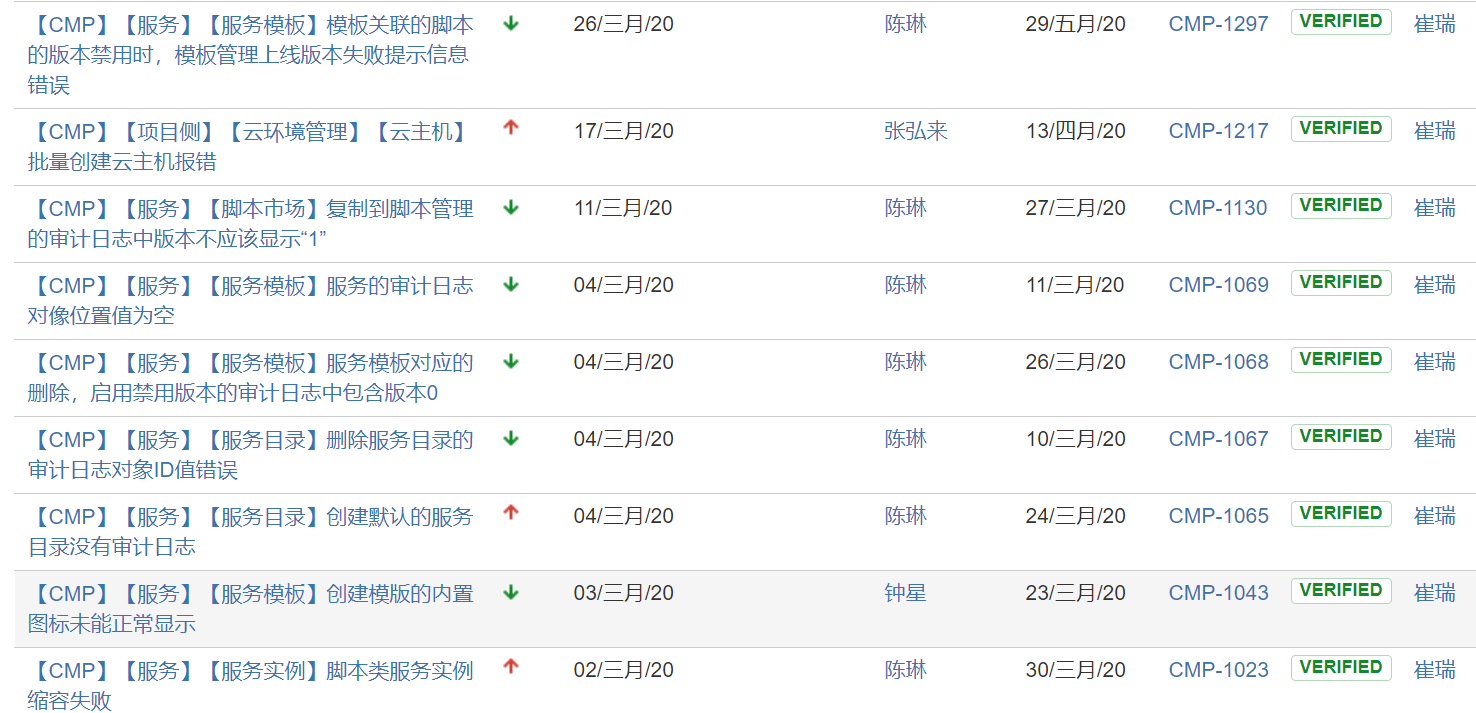 【CMP】【服务】【服务模板】模板关联的脚本 26/三月/20 陈琳 29/五月/20 CMP-1297 VERIFIED 崔瑞
的版本禁用时，模板管理上线版本失败提示信息
错误
【CMP】【项目侧】【云环境管理】【云主机】 17/三月/20 张弘来 13/四月/20 CMP-1217 VERIFIED 崔瑞
批量创建云主机报错
【CMP】【服务】【脚本市场】复制到脚本管理 11/三月/20 陈琳 27/三月/20 CMP-1130 VERIFIED 崔瑞
的审计日志中版本不应该显示“1”
【CMP】【服务】【服务模板】服务的审计日志 04/三月/20 陈琳 11/三月/20 CMP-1069 VERIFIED 崔瑞
对像位置值为空
【CMP】【服务】【服务模板】服务模板对应的 04/三月/20 陈琳 26/三月/20 CMP-1068 VERIFIED 崔瑞
删除，启用禁用版本的审计日志中包含版本0
【CMP】【服务】【服务目录】删除服务目录的 04/三月/20 陈琳 10/三月/20 CMP-1067 VERIFIED 崔瑞
审计日志对象ID值错误
【CMP】【服务】【服务目录】创建默认的服务 04/三月/20 陈琳 24/三月/20 CMP-1065 VERIFIED 崔瑞
目录没有审计日志
【CMP】【服务】【服务模板】创建模版的内置 03/三月/20 钟星 23/三月/20 CMP-1043 VERIFIED 崔瑞
图标未能正常显示
【CMP】【服务】【服务实例】脚本类服务实例 02/三月/20 陈琳 30/三月/20 CMP-1023 VERIFIED 崔瑞
缩容失败